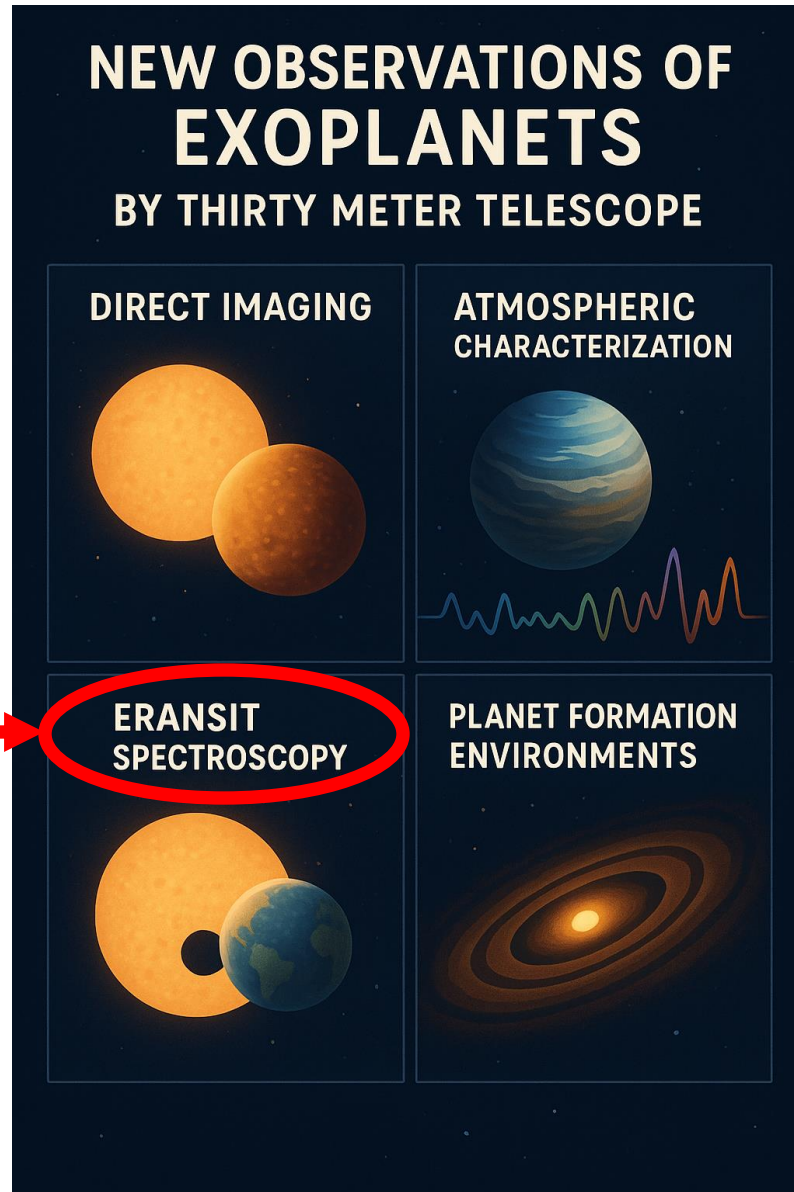 NEW OBSERVATIONS OF
EXOPLANETS
BY THIRTY METER TELESCOPE
DIRECT IMAGING
ATMOSPHERIC
CHARACTERIZATION
ERANSIT
SPECTROSCOPY
PLANET FORMATION
ENVIRONMENTS